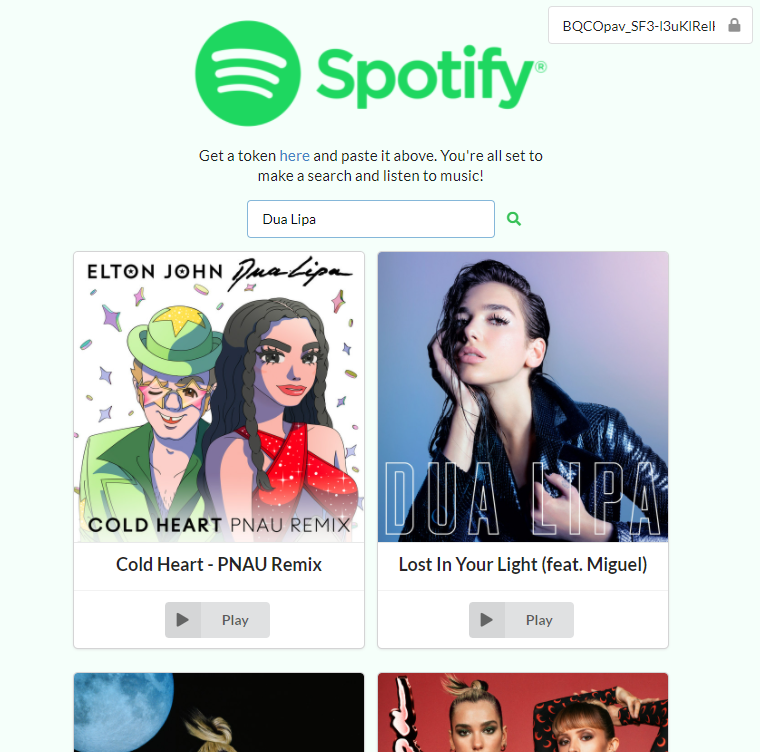 BQCOpav_SF3-I3uKlRelI
Spotify®
Get a token here and paste it above. You're all set to
make a search and listen to music!
Dua Lipa
ELTON JOHN Dua Lipa
COLD HEART PNAU REMIX
DUA LIPA
Cold Heart - PNAU Remix
Lost In Your Light (feat. Miguel)
Play
Play